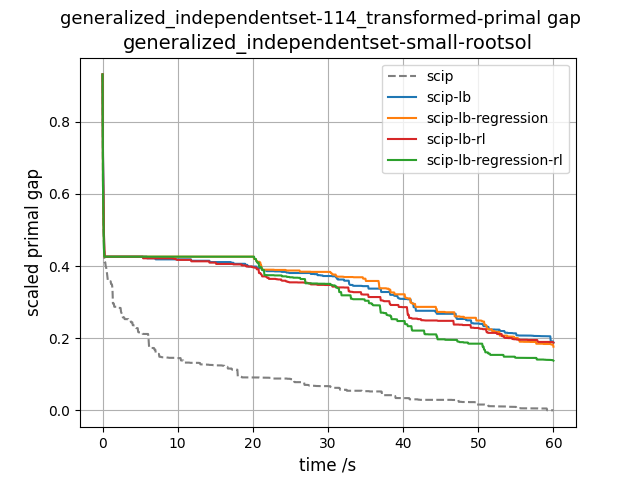 generalized_independentset-114_transformed-primal gap
generalized_independentset-small-rootsol
scip
scip-lb
scip-lb-regression
scip-lb-rl
scip-lb-regression-rl
scaled primal gap
0.8
0.6
0.4
0.2
0.0
0 10 20 30 40 50 60
time /s